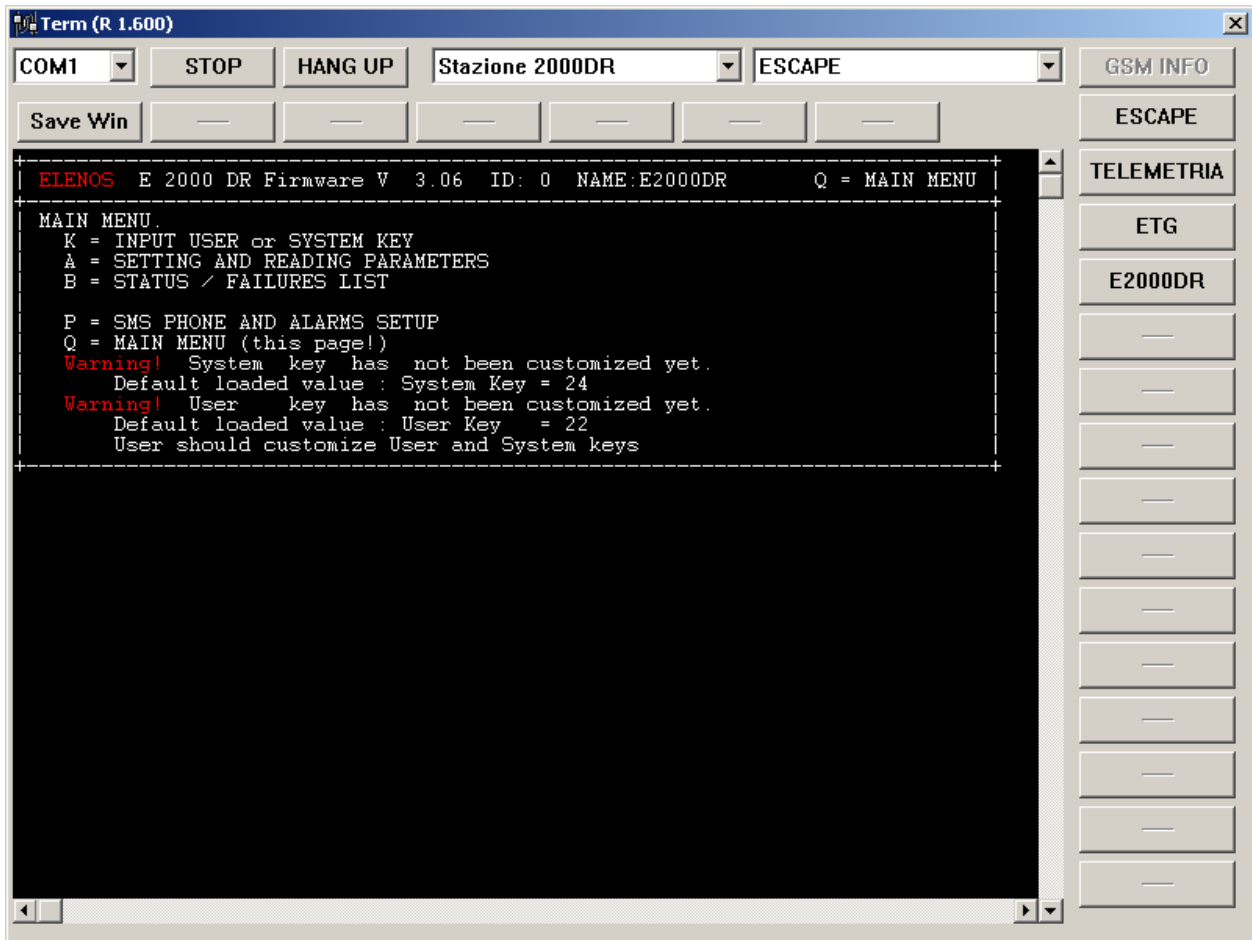 Term (R 1.600)
COM1 STOP HANG UP Stazione 2000DR ESCAPE GSM INFO
Save Win ESCAPE
ELENOS E 2000 DR Firmware V 3.06 ID: 0 NAME:E2000DR Q = MAIN MENU
MAIN MENU.
K = INPUT USER or SYSTEM KEY
A = SETTING AND READING PARAMETERS
B = STATUS / FAILURES LIST
P = SMS PHONE AND ALARMS SETUP
Q = MAIN MENU (this page!)
Warning! System key has not been customized yet.
Default loaded value : System Key = 24
Warning! User key has not been customized yet.
Default loaded value : User Key = 22
User should customize User and System keys
TELEMETRIA
ETG
E2000DR